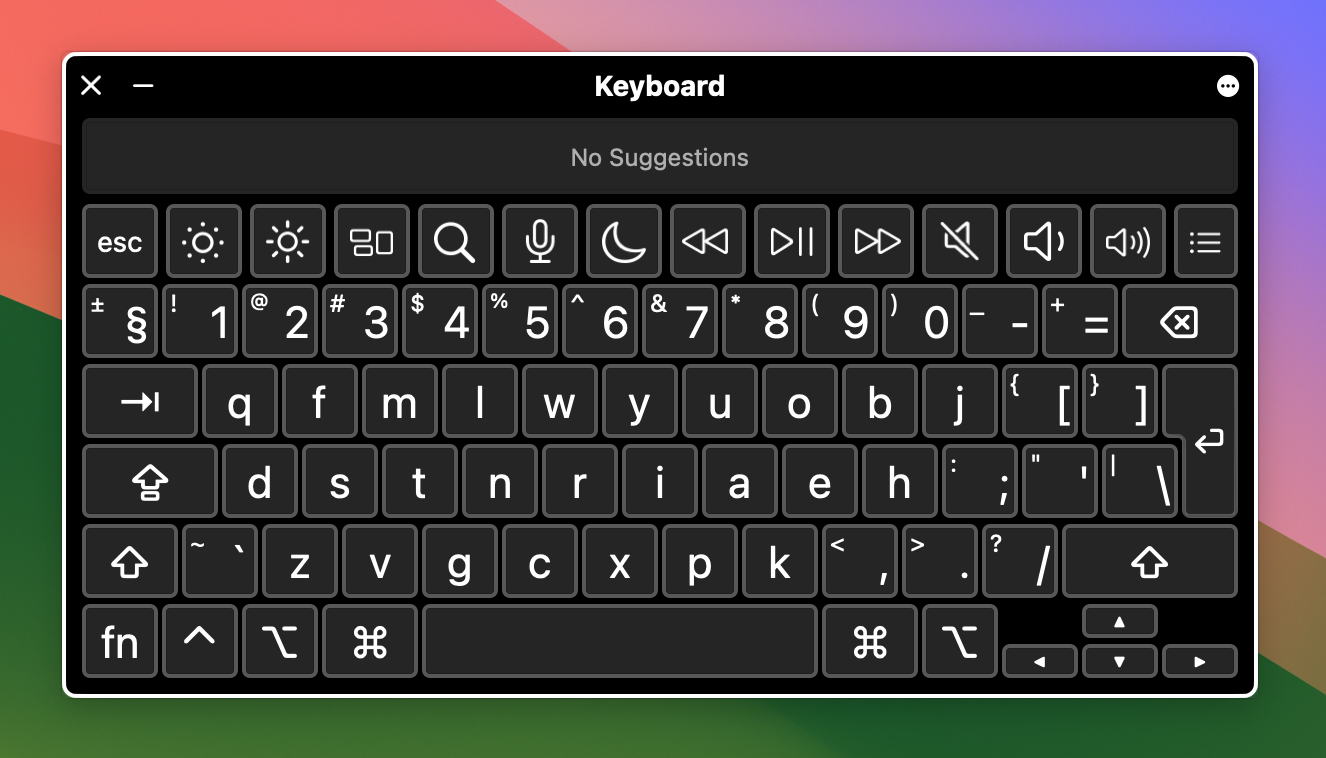 Keyboard
No Suggestions
esc
± § ! 1 @ 2 # 3 $ 4 % 5 ^ 6 & 7 * 8 ( 9 ) 0 _ - + =
q f m l w y u o b j { [ } ]
d s t n r i a e h : ; " ' | \
~ ` z v g c x p k < , > . ? /
fn ^ ⌥ ⌘ ⌘ ⌥